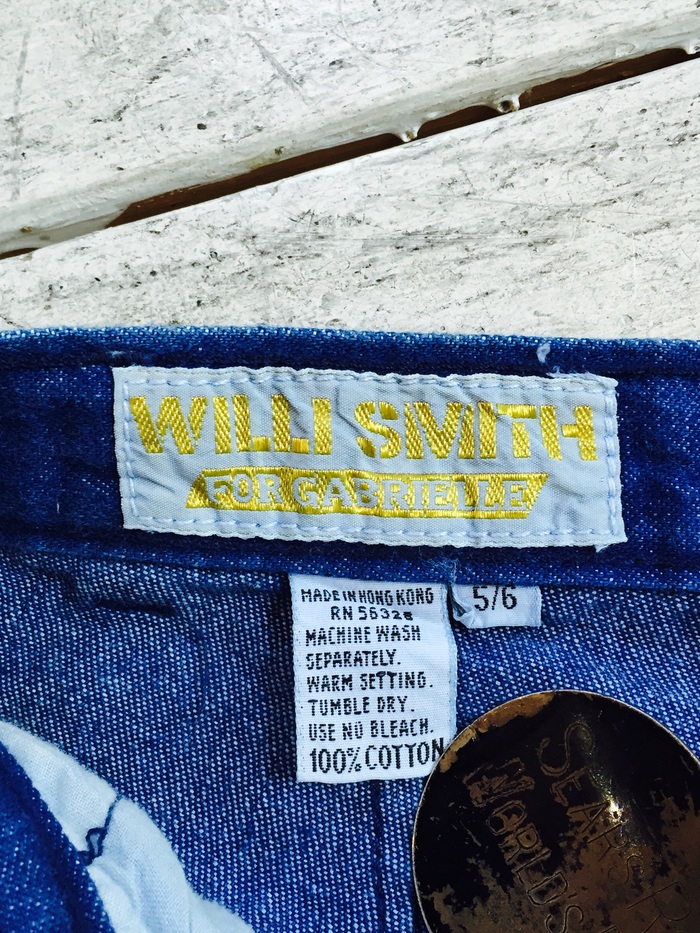 WILLI SMITH
FOR GABRIELLE
MADE IN HONG KONG
RN 56328
5/6
MACHINE WASH
SEPARATELY.
WARM SETTING.
TUMBLE DRY.
USE NO BLEACH.
100% COTTON
SEARS R
WORLD'S